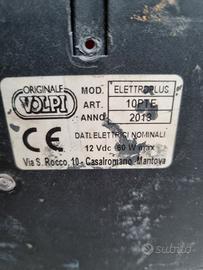 ORIGINALE
VOLPI
MOD. ELETTROPLUS
ART. 10PTE
ANNO 2013
CE
DATI ELETTRICI NOMINALI
12 Vdc 60 W max
Via S. Rocco, 10 - Casalromano, Mantova
subito